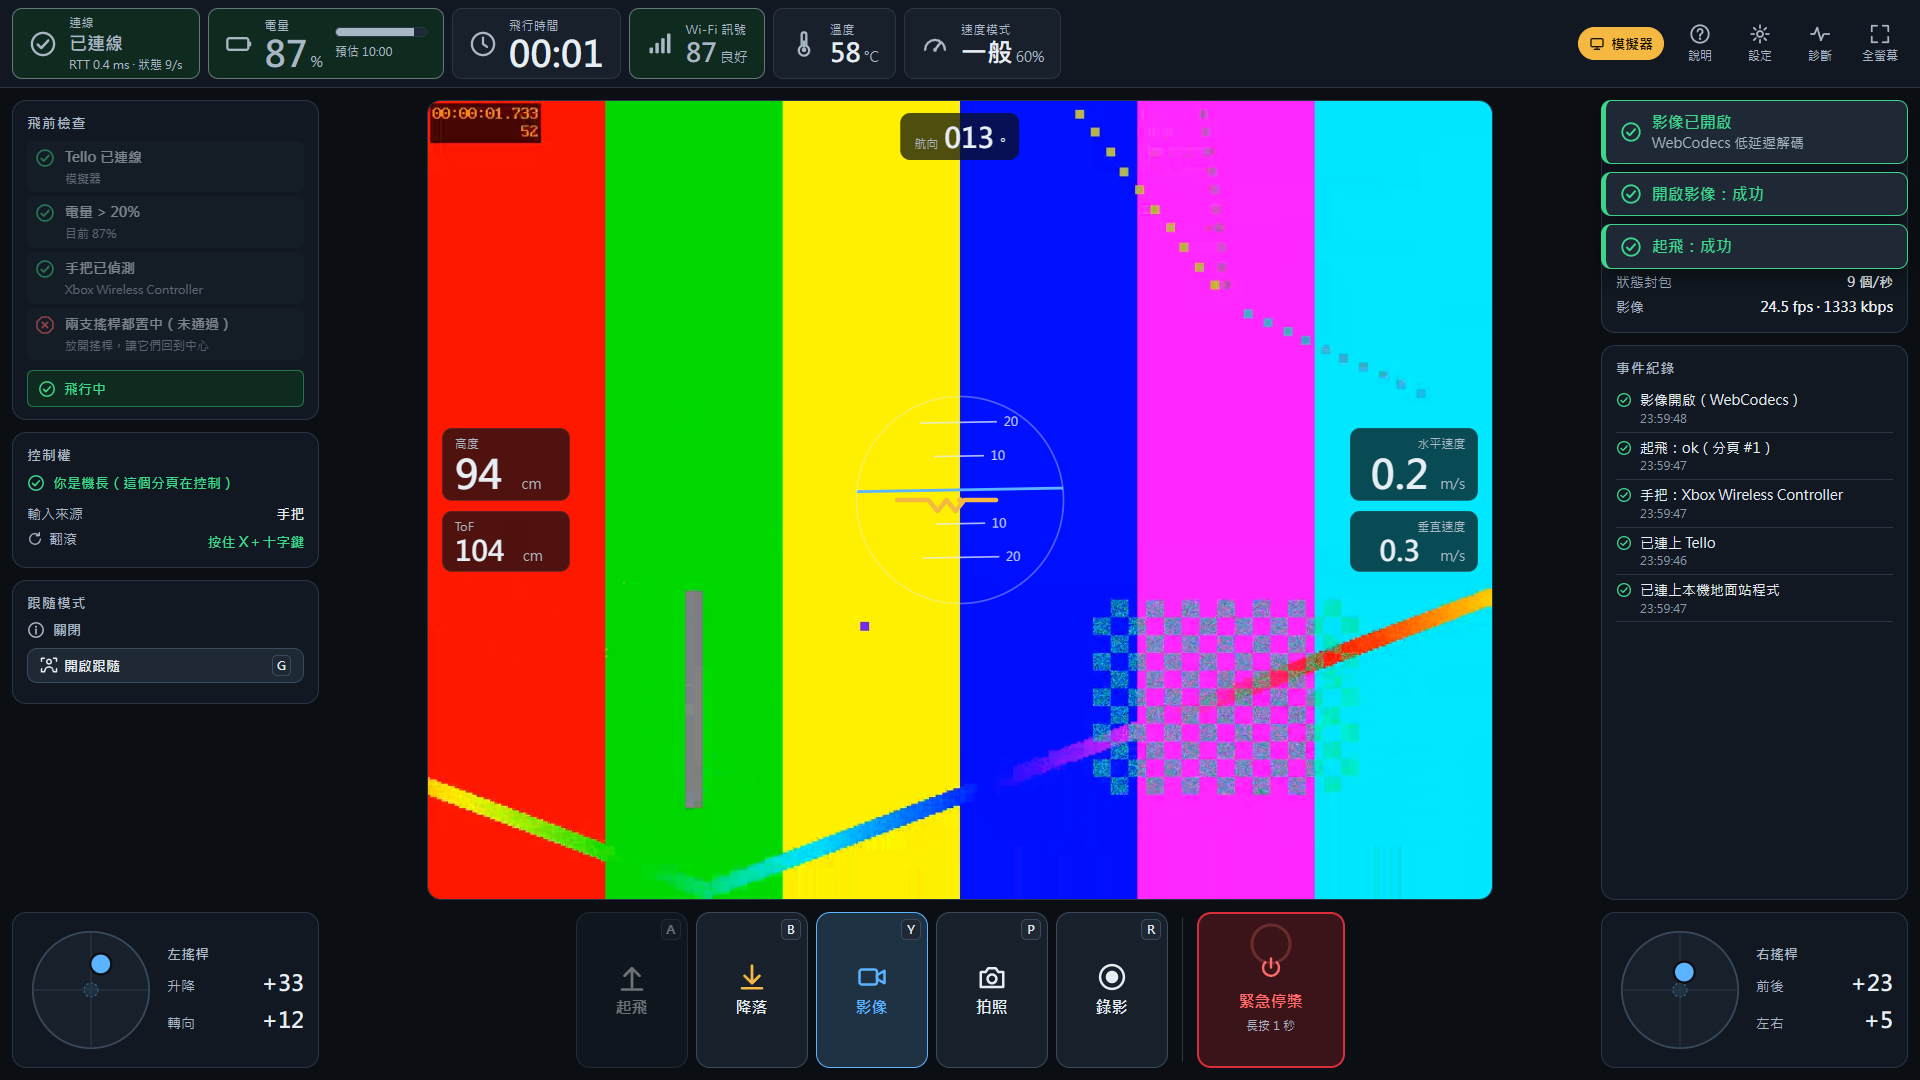 連線
已連線
RTT 0.4 ms · 狀態 9/s
電量
87 %
預估 10:00
飛行時間
00:01
Wi-Fi 訊號
87 良好
溫度
58 °C
速度模式
一般 60%
模擬器
說明
設定
診斷
全螢幕
飛前檢查
Tello 已連線
模擬器
電量 > 20%
目前 87%
手把已偵測
Xbox Wireless Controller
兩支搖桿都置中（未通過）
放開搖桿，讓它們回到中心
飛行中
控制權
你是機長（這個分頁在控制）
輸入來源 手把
翻滾 按住 X + 十字鍵
跟隨模式
關閉
開啟跟隨 G
00:00:01.733
52
航向 013 °
高度
94 cm
ToF
104 cm
20
10
10
20
水平速度
0.2 m/s
垂直速度
0.3 m/s
影像已開啟
WebCodecs 低延遲解碼
開啟影像：成功
起飛：成功
狀態封包 9 個/秒
影像 24.5 fps · 1333 kbps
事件紀錄
影像開啟（WebCodecs）
23:59:48
起飛：ok（分頁 #1）
23:59:47
手把：Xbox Wireless Controller
23:59:47
已連上 Tello
23:59:46
已連上本機地面站程式
23:59:47
左搖桿
升降 +33
轉向 +12
A
起飛
B
降落
Y
影像
P
拍照
R
錄影
緊急停槳
長按 1 秒
右搖桿
前後 +23
左右 +5